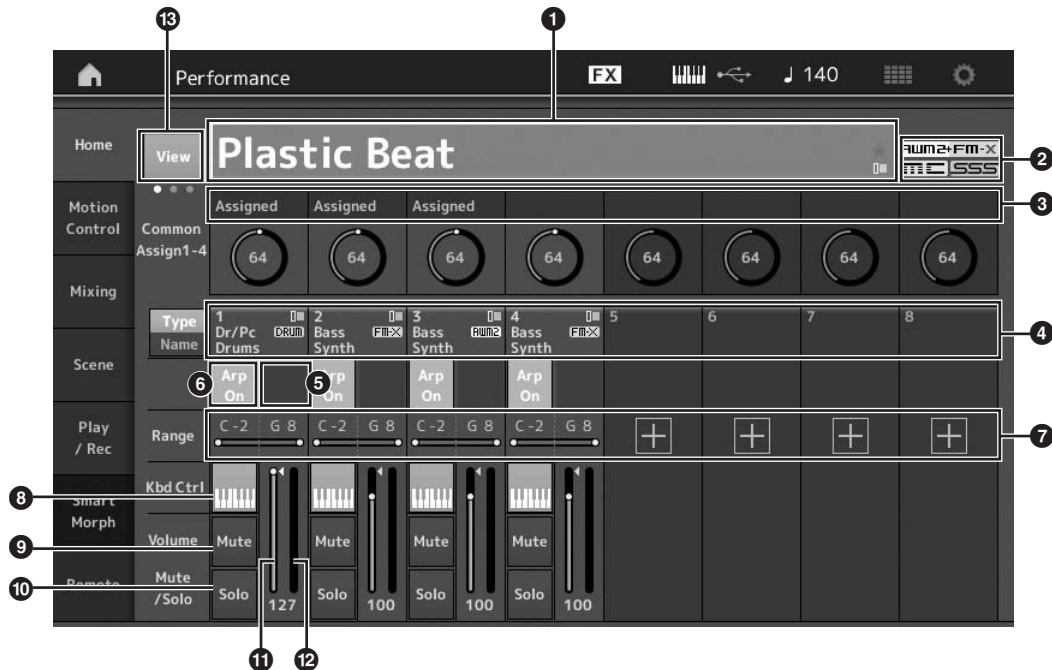 13
1
Performance
FX
140
Home
View
Plastic Beat
AWM2+FM-X
MC SSS
2
Assigned Assigned Assigned
3
Motion
Control
Common
Assign1-4
64 64 64 64 64 64 64 64
Mixing
Type
Name
1 2 3 4 5 6 7 8
Dr/Pc DRUM Bass FM-X Bass AWM2 Bass FM-X
Drums Synth Synth Synth
4
Scene
6
Arp
On
5
Arp
On
Arp
On
Arp
On
Play
/ Rec
Range
C -2 G 8 C -2 G 8 C -2 G 8 C -2 G 8
7
8
Kbd Ctrl
Smart
Morph
9
Volume
Mute Mute Mute Mute
10
Remote
Mute
/Solo
Solo 127 Solo 100 Solo 100 Solo 100
11 12